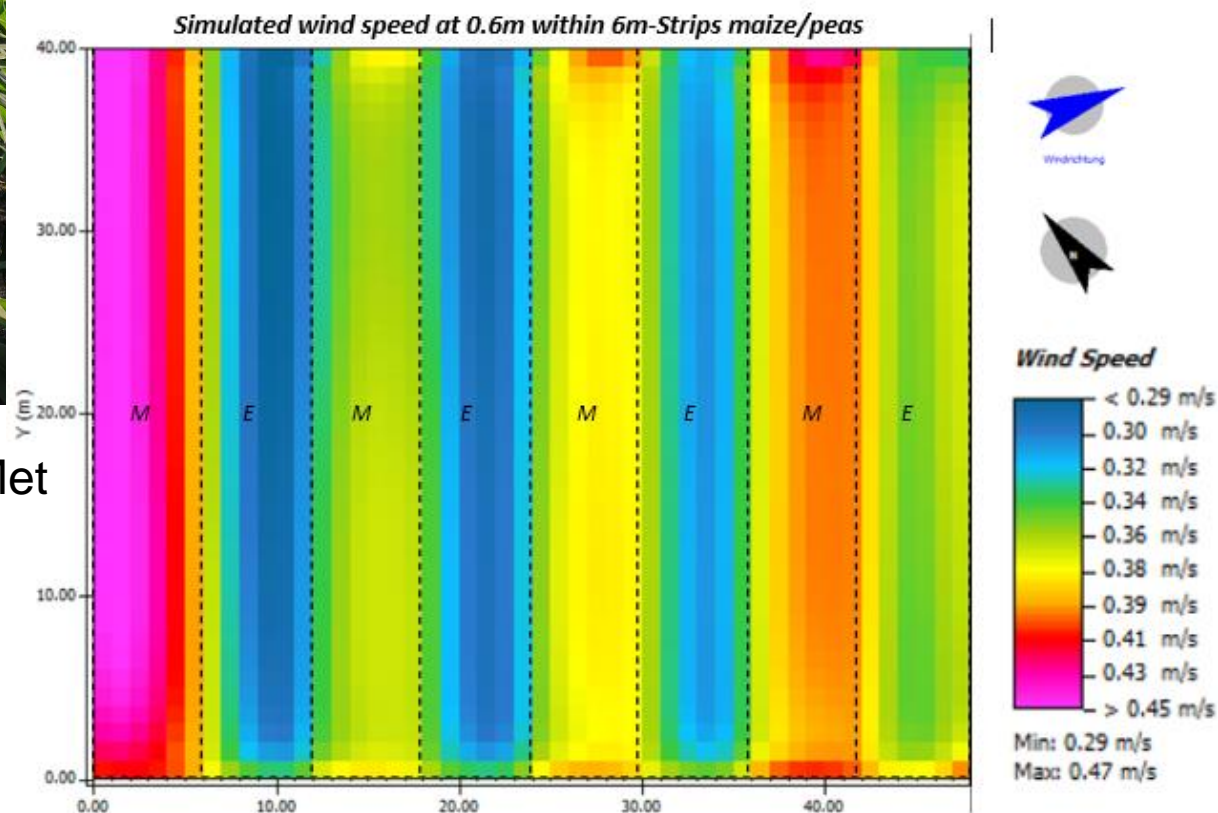 Simulated wind speed at 0.6m within 6m-Strips maize/peas
40.00
30.00
20.00
10.00
0.00
Y (m)
M E M E M E M E
0.00 10.00 20.00 30.00 40.00
Windrichtung
Wind Speed
< 0.29 m/s
0.30 m/s
0.32 m/s
0.34 m/s
0.36 m/s
0.38 m/s
0.39 m/s
0.41 m/s
0.43 m/s
> 0.45 m/s
Min: 0.29 m/s
Max: 0.47 m/s